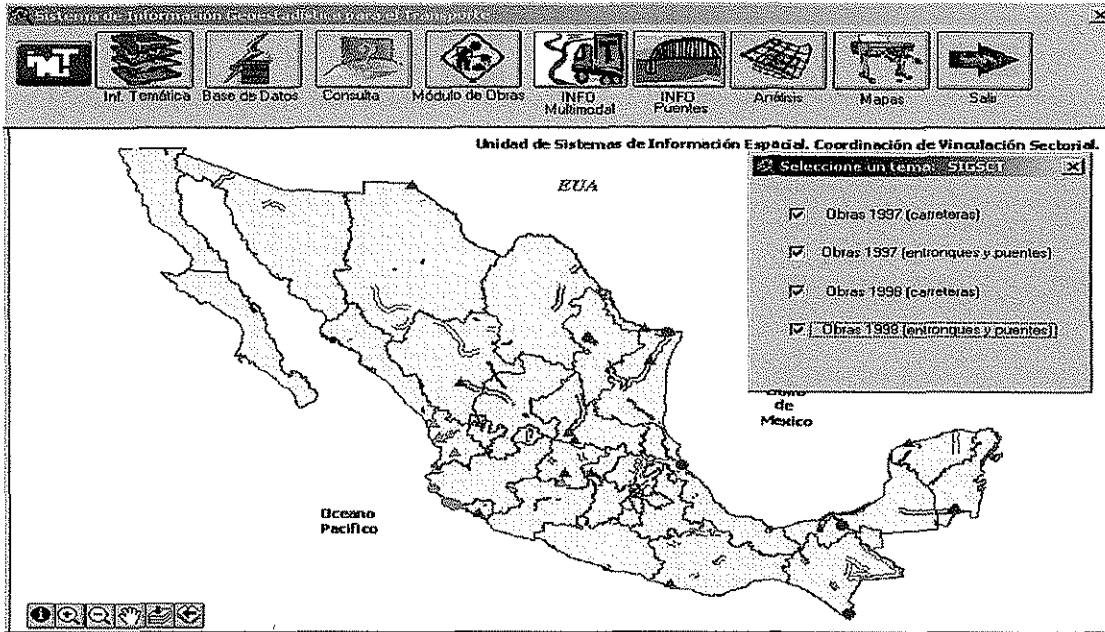 Sistema de Información Geoestadística para el Transporte
Inf. Temática
Base de Datos
Consulta
Módulo de Obras
INFO
Multimodal
INFO
Puentes
Análisis
Mapas
Salir
Unidad de Sistemas de Información Espacial. Coordinación de Vinculación Sectorial.
EUA
Seleccione un tema: SIGSCT
Obras 1997 (carreteras)
Obras 1997 (entronques y puentes)
Obras 1998 (carreteras)
Obras 1998 (entronques y puentes)
de
Mexico
Oceano
Pacifico